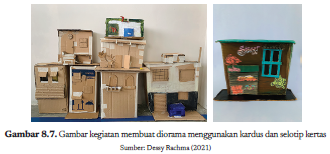 Gambar 8.7. Gambar kegiatan membuat diorama menggunakan kardus dan selotip kertas
Sumber: Dessy Rachma (2021)